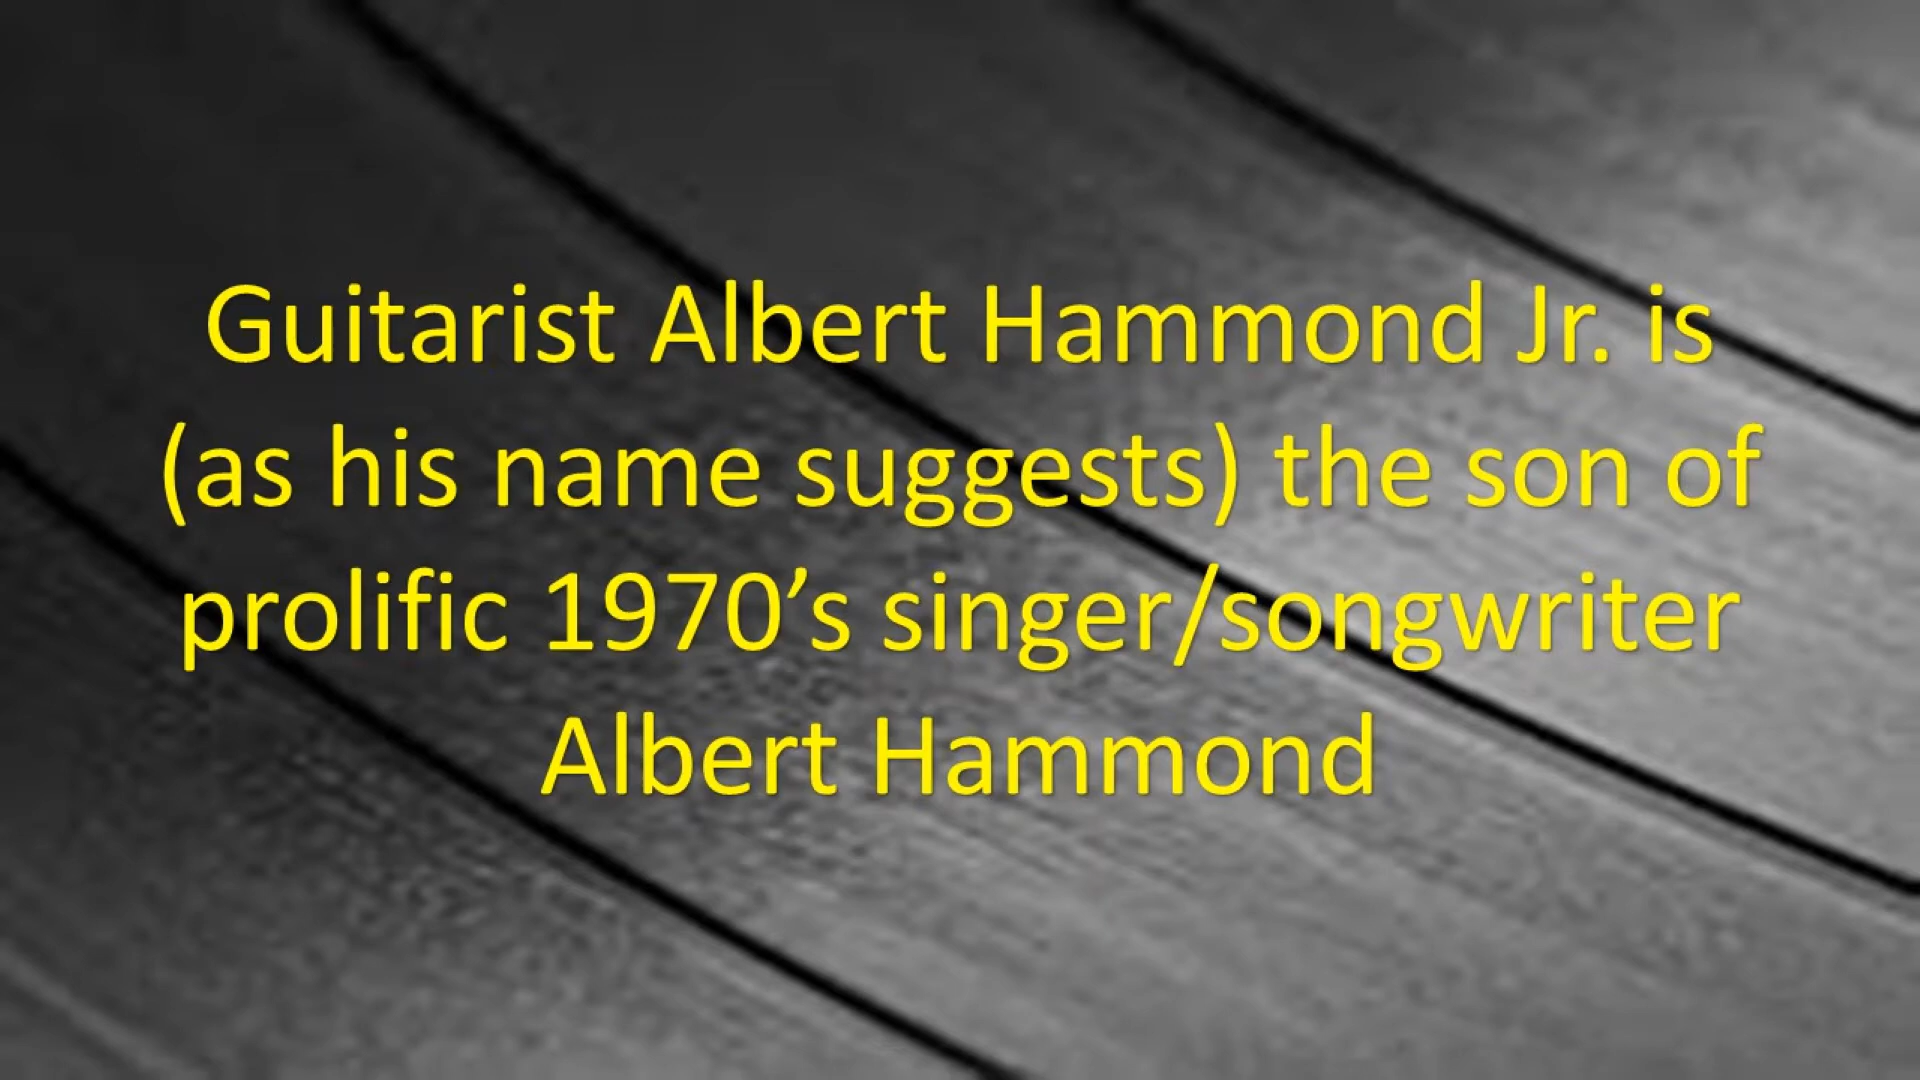 Guitarist Albert Hammond Jr. is
(as his name suggests) the son of
prolific 1970’s singer/songwriter
Albert Hammond